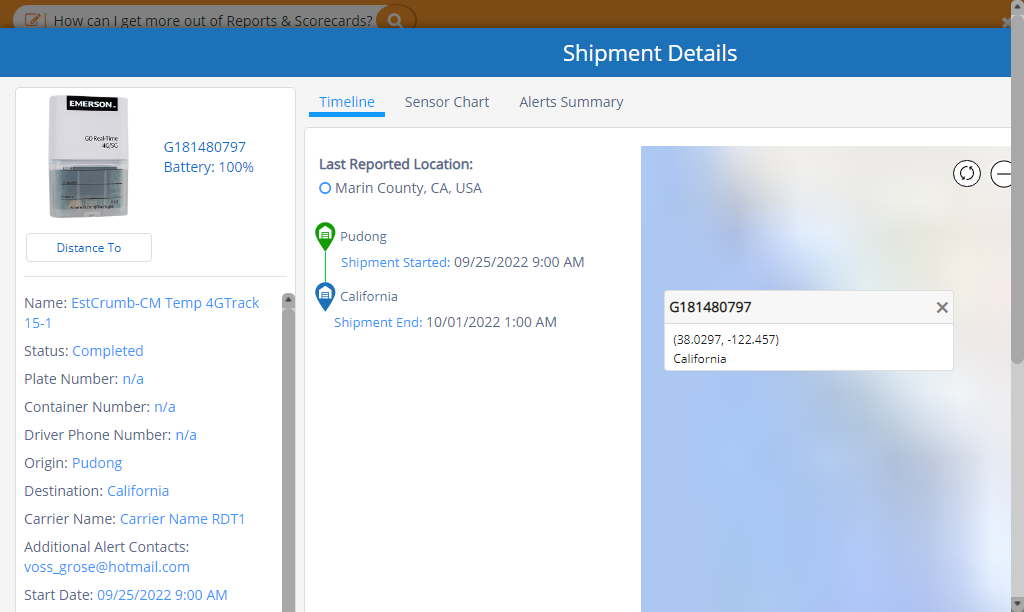 How can I get more out of Reports & Scorecards?
Shipment Details
EMERSON
GO Real-Time
4G/5G
G181480797
Battery: 100%
Distance To
Name: EstCrumb-CM Temp 4GTrack
15-1
Status: Completed
Plate Number: n/a
Container Number: n/a
Driver Phone Number: n/a
Origin: Pudong
Destination: California
Carrier Name: Carrier Name RDT1
Additional Alert Contacts:
voss_grose@hotmail.com
Start Date: 09/25/2022 9:00 AM
Timeline Sensor Chart Alerts Summary
Last Reported Location:
Marin County, CA, USA
Pudong
Shipment Started: 09/25/2022 9:00 AM
California
Shipment End: 10/01/2022 1:00 AM
G181480797
(38.0297, -122.457)
California